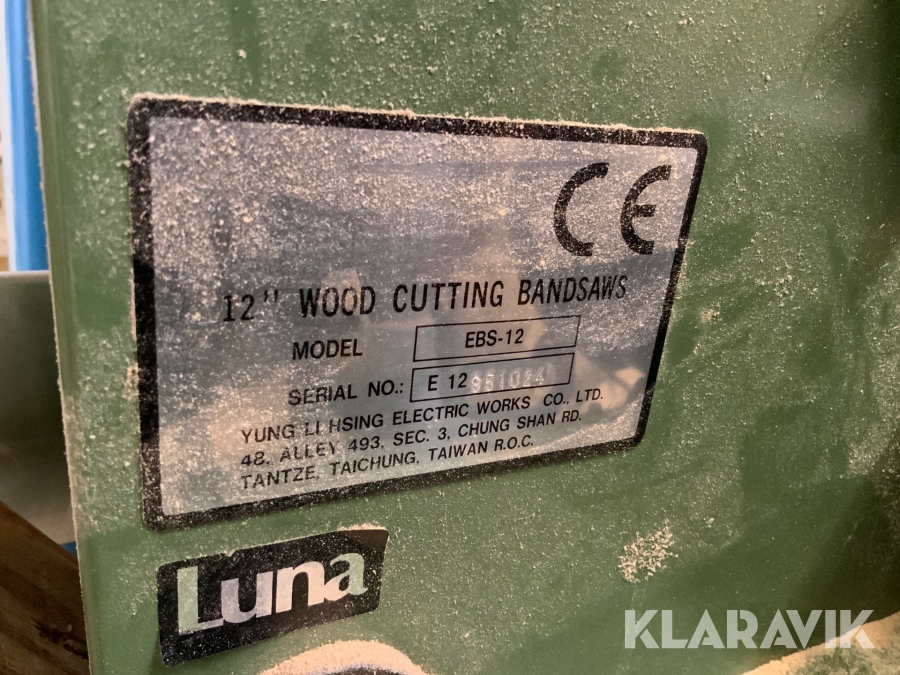 CE
12" WOOD CUTTING BANDSAWS
MODEL EBS-12
SERIAL NO.: E 12 951024
YUNG LI HSING ELECTRIC WORKS CO., LTD.
48, ALLEY 493, SEC. 3, CHUNG SHAN RD.
TANTZE, TAICHUNG, TAIWAN R.O.C.
Luna
KLARAVIK